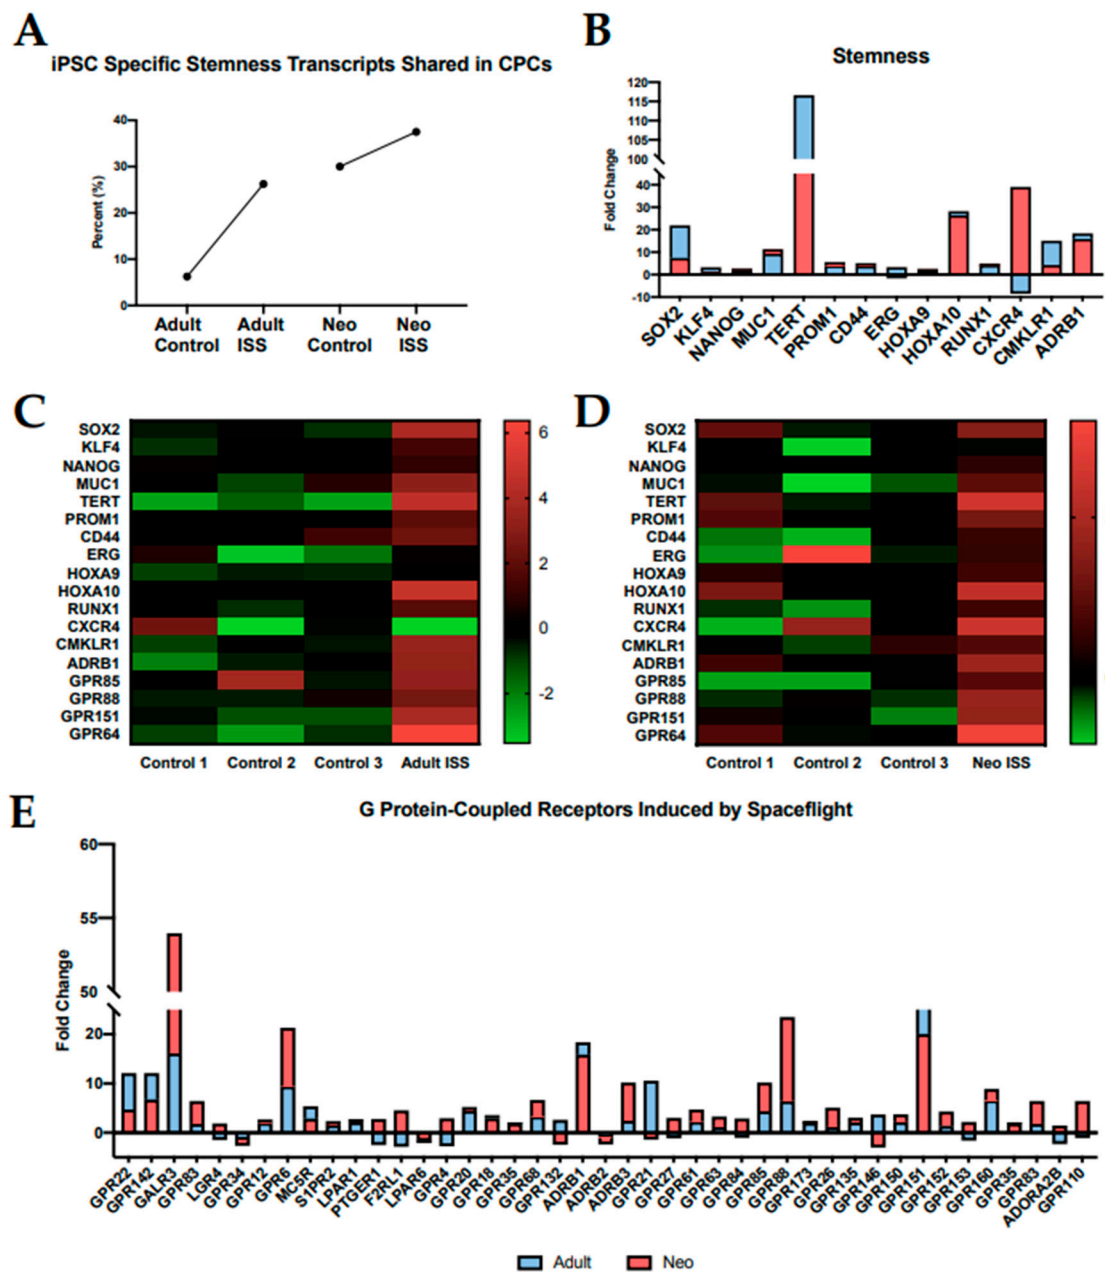 A
iPSC Specific Stemness Transcripts Shared in CPCs
Percent (%)
40
30
20
10
0
Adult Control
Adult ISS
Neo Control
Neo ISS
B
Stemness
Fold Change
120
115
110
105
100
40
30
20
10
0
-10
SOX2
KLF4
NANOG
MUC1
TERT
PROM1
CD44
ERG
HOXA9
HOXA10
RUNX1
CXCR4
CMKLR1
ADRB1
C
SOX2
KLF4
NANOG
MUC1
TERT
PROM1
CD44
ERG
HOXA9
HOXA10
RUNX1
CXCR4
CMKLR1
ADRB1
GPR85
GPR88
GPR151
GPR64
Control 1
Control 2
Control 3
Adult ISS
6
4
2
0
-2
D
SOX2
KLF4
NANOG
MUC1
TERT
PROM1
CD44
ERG
HOXA9
HOXA10
RUNX1
CXCR4
CMKLR1
ADRB1
GPR85
GPR88
GPR151
GPR64
Control 1
Control 2
Control 3
Neo ISS
E
G Protein-Coupled Receptors Induced by Spaceflight
Fold Change
60
55
50
20
10
0
GPR22
GPR142
GALR3
GPR83
LGR4
GPR34
GPR12
GPR6
MC5R
S1PR2
LPAR1
PTGER1
F2RL1
LPAR6
GPR4
GPR20
GPR18
GPR35
GPR68
GPR132
ADRB1
ADRB2
ADRB3
GPR21
GPR27
GPR61
GPR63
GPR84
GPR85
GPR88
GPR173
GPR26
GPR135
GPR146
GPR150
GPR151
GPR152
GPR153
GPR160
GPR35
GPR83
ADORA2B
GPR110
Adult
Neo